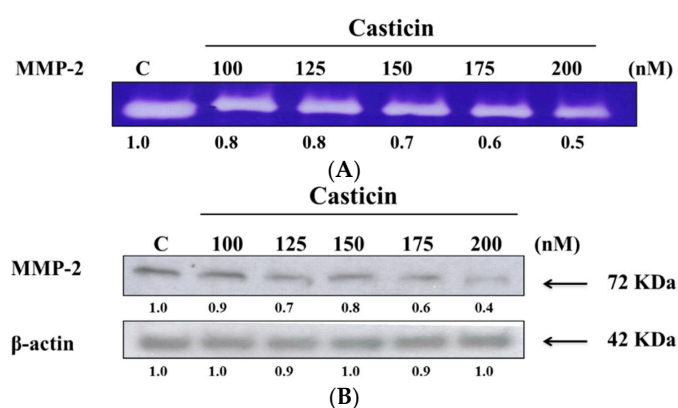 Casticin
MMP-2 C 100 125 150 175 200 (nM)
1.0 0.8 0.8 0.7 0.6 0.5
(A)
Casticin
C 100 125 150 175 200 (nM)
MMP-2
72 KDa
1.0 0.9 0.7 0.8 0.6 0.4
β-actin 42 KDa
1.0 1.0 0.9 1.0 0.9 1.0
(B)